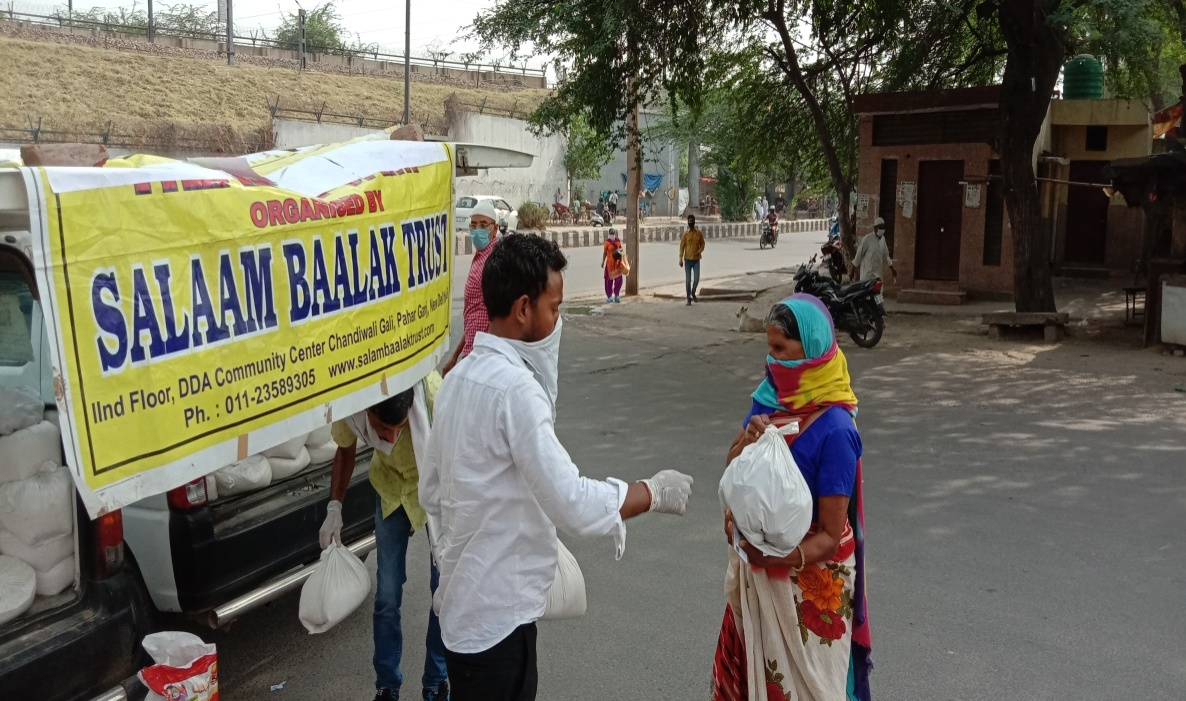 ORGANISED BY
SALAAM BAALAK TRUST
IInd Floor, DDA Community Center Chandiwali Gali, Pahar Ganj, New Delhi
Ph. : 011-23589305 www.salambaalaktrust.com